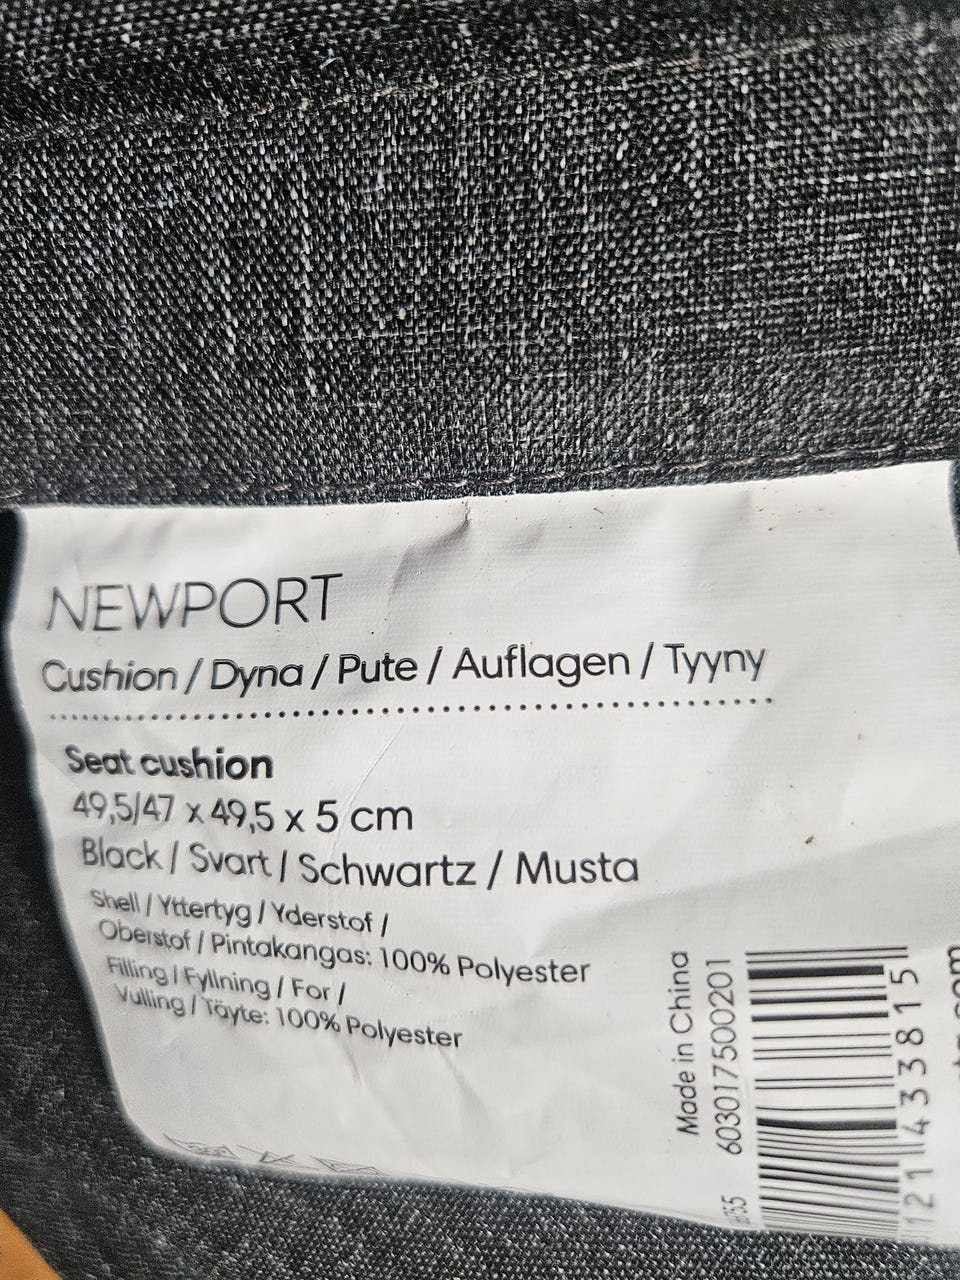 NEWPORT
Cushion / Dyna / Pute / Auflagen / Tyyny
Seat cushion
49,5/47 x 49,5 x 5 cm
Black / Svart / Schwartz / Musta
Shell / Yttertyg / Yderstof /
Oberstof / Pintakangas: 100% Polyester
Filling / Fyllning / For /
Vulling / Täyte: 100% Polyester
Made in China
603017500201